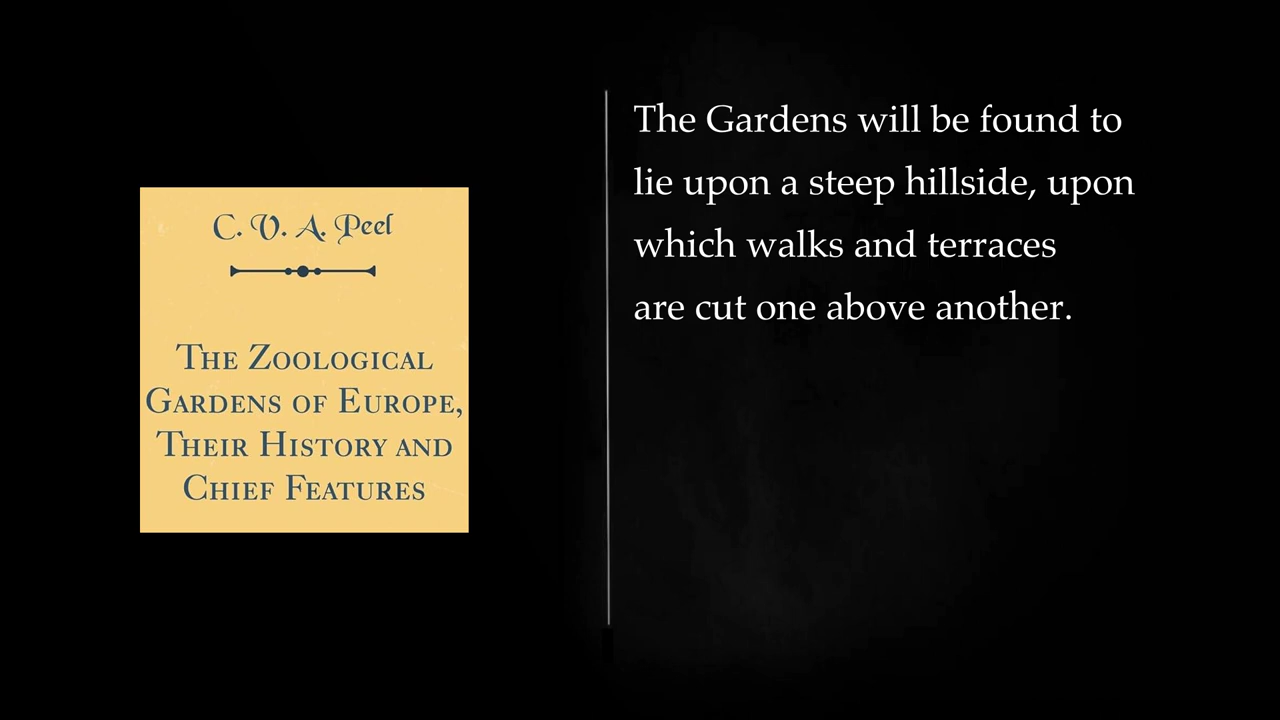 C. V. A. Peel
The Zoological
Gardens of Europe,
Their History and
Chief Features
The Gardens will be found to
lie upon a steep hillside, upon
which walks and terraces
are cut one above another.